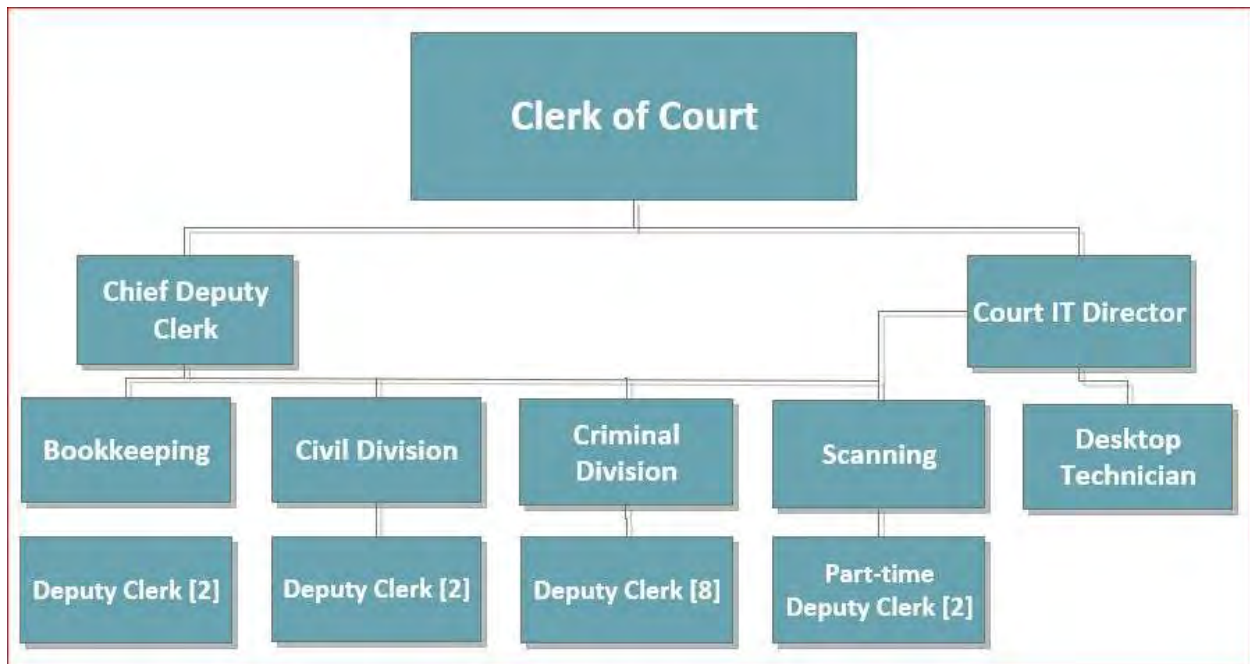 Clerk of Court
Chief Deputy
Clerk
Court IT Director
Bookkeeping
Civil Division
Criminal
Division
Scanning
Desktop
Technician
Deputy Clerk [2]
Deputy Clerk [2]
Deputy Clerk [8]
Part-time
Deputy Clerk [2]